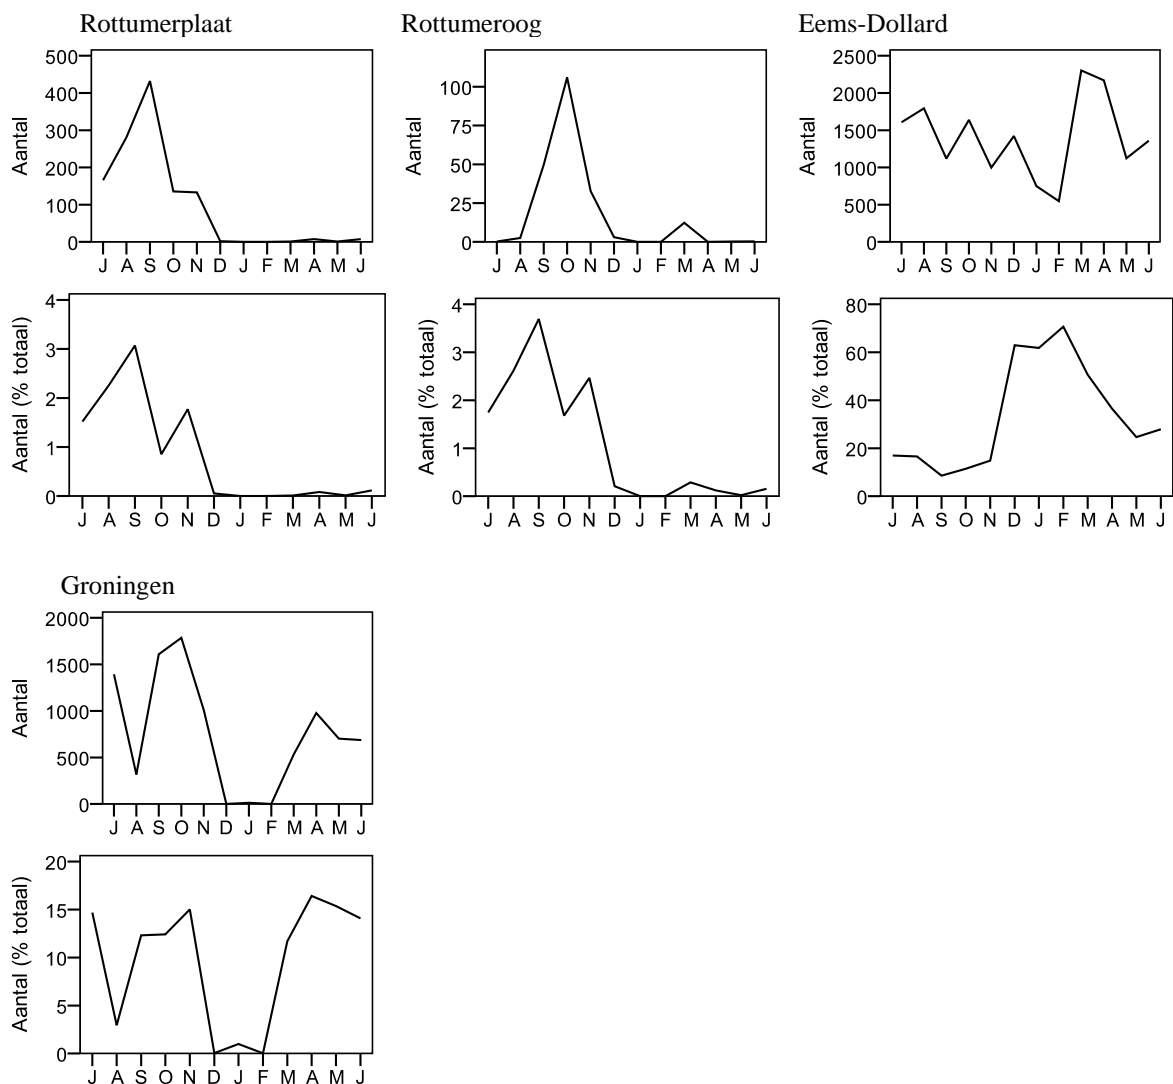 Rottumerplaat
Rottumeroog
Eems-Dollard
Aantal
500
400
300
200
100
0
J A S O N D J F M A M J
Aantal
100
75
50
25
0
J A S O N D J F M A M J
Aantal
2500
2000
1500
1000
500
0
J A S O N D J F M A M J
Aantal (% totaal)
4
3
2
1
0
J A S O N D J F M A M J
Aantal (% totaal)
4
3
2
1
0
J A S O N D J F M A M J
Aantal (% totaal)
80
60
40
20
0
J A S O N D J F M A M J
Groningen
Aantal
2000
1500
1000
500
0
J A S O N D J F M A M J
Aantal (% totaal)
20
15
10
5
0
J A S O N D J F M A M J